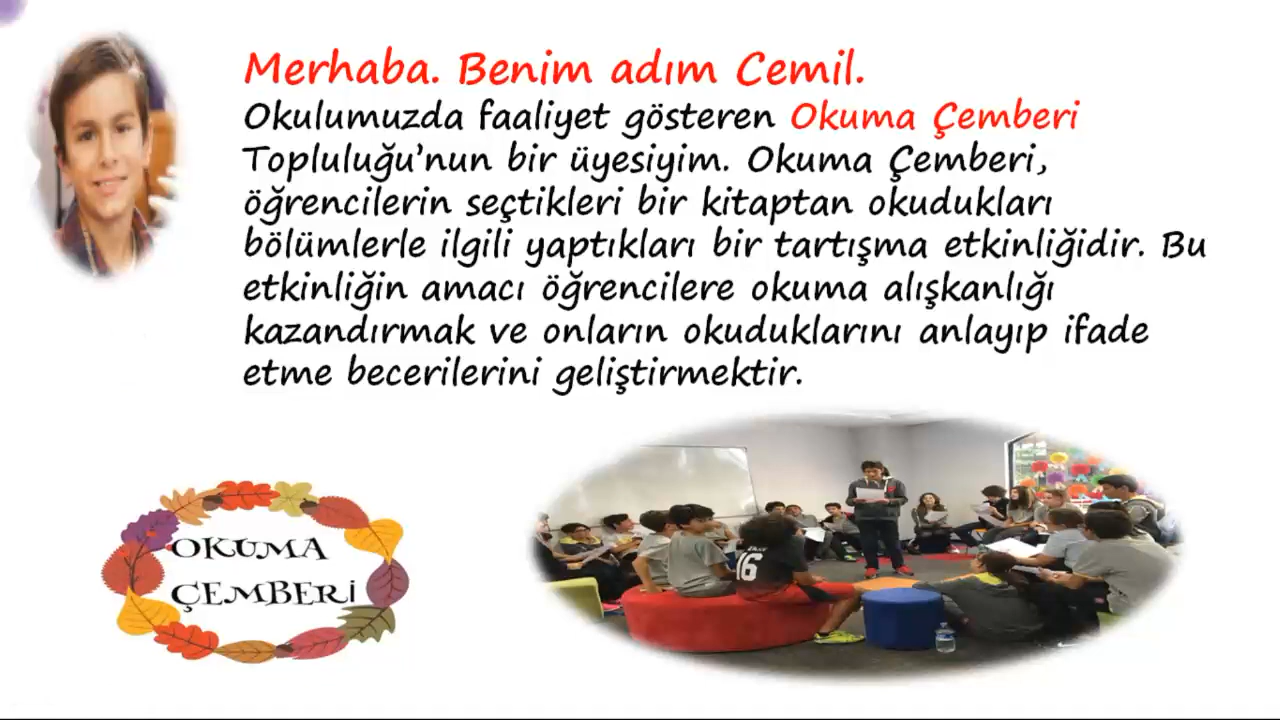 Merhaba. Benim adım Cemil.
Okulumuzda faaliyet gösteren Okuma Çemberi
Topluluğu'nun bir üyesiyim. Okuma Çemberi,
öğrencilerin seçtikleri bir kitaptan okudukları
bölümlerle ilgili yaptıkları bir tartışma etkinliğidir. Bu
etkinliğin amacı öğrencilere okuma alışkanlığı
kazandırmak ve onların okuduklarını anlayıp ifade
etme becerilerini geliştirmektir.
OKUMA
ÇEMBERİ
16